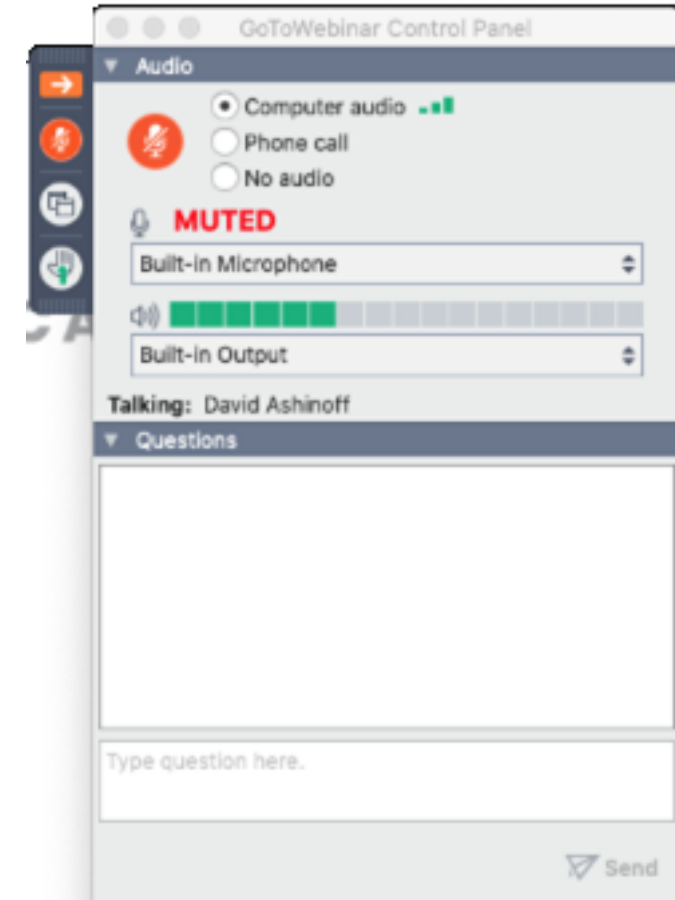 GoToWebinar Control Panel
Audio
Computer audio
Phone call
No audio
MUTED
Built-in Microphone
Built-in Output
Talking: David Ashinoff
Questions
Type question here.
Send
CA